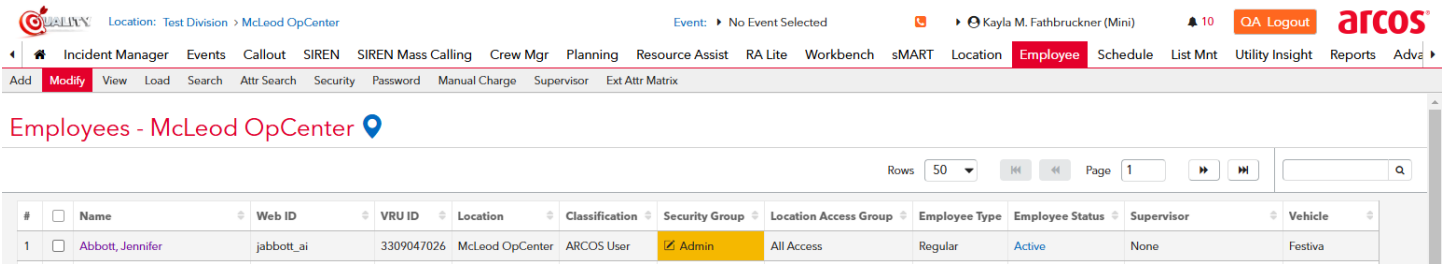 QUALITY Location: Test Division > McLeod OpCenter Event: No Event Selected Kayla M. Fathbruckner (Mini) 10 QA Logout arcos®
Incident Manager Events Callout SIREN SIREN Mass Calling Crew Mgr Planning Resource Assist RA Lite Workbench sMART Location Employee Schedule List Mnt Utility Insight Reports Adva
Add Modify View Load Search Attr Search Security Password Manual Charge Supervisor Ext Attr Matrix
Employees - McLeod OpCenter
Rows 50 Page 1
# Name Web ID VRU ID Location Classification Security Group Location Access Group Employee Type Employee Status Supervisor Vehicle
1 Abbott, Jennifer jabbott_ai 3309047026 McLeod OpCenter ARCOS User Admin All Access Regular Active None Festiva